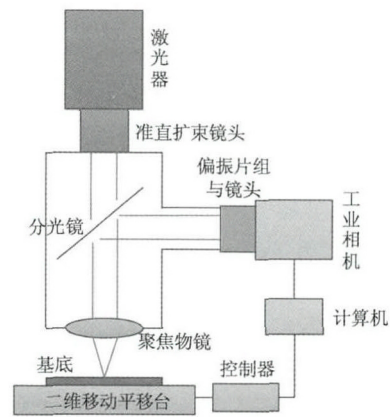 激光器
准直扩束镜头
偏振片组
与镜头
分光镜
工业相机
聚焦物镜
计算机
基底
控制器
二维移动平移台